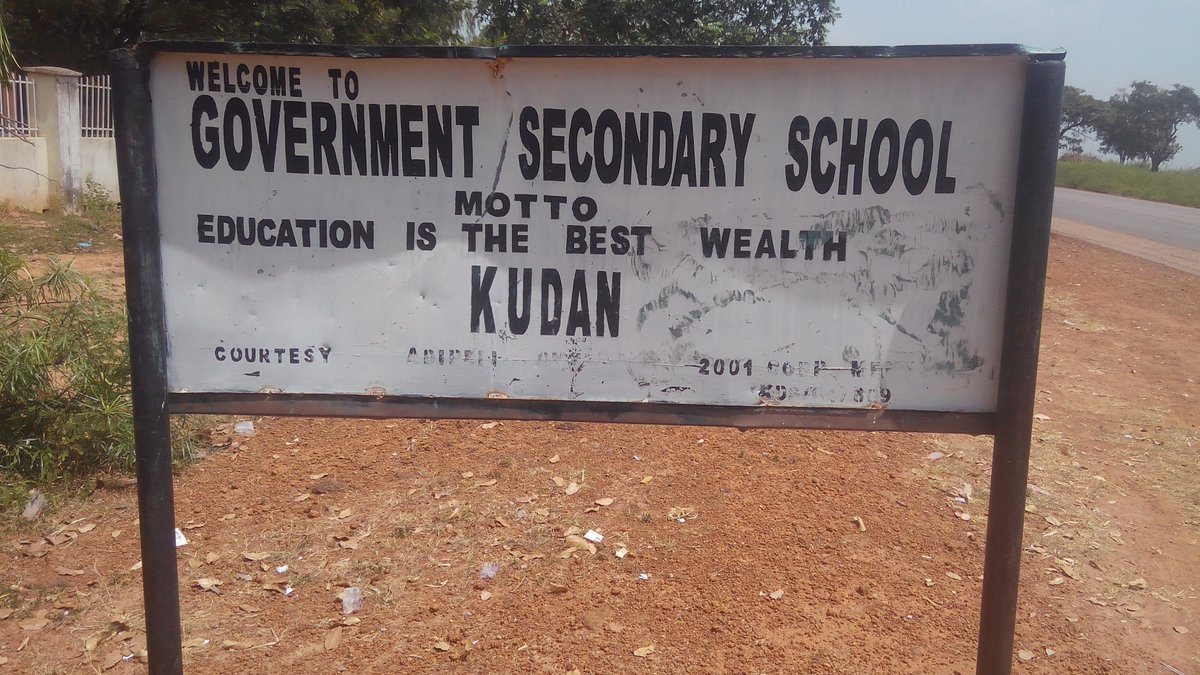 WELCOME TO
GOVERNMENT SECONDARY SCHOOL
MOTTO
EDUCATION IS THE BEST WEALTH
KUDAN
COURTESY 2001